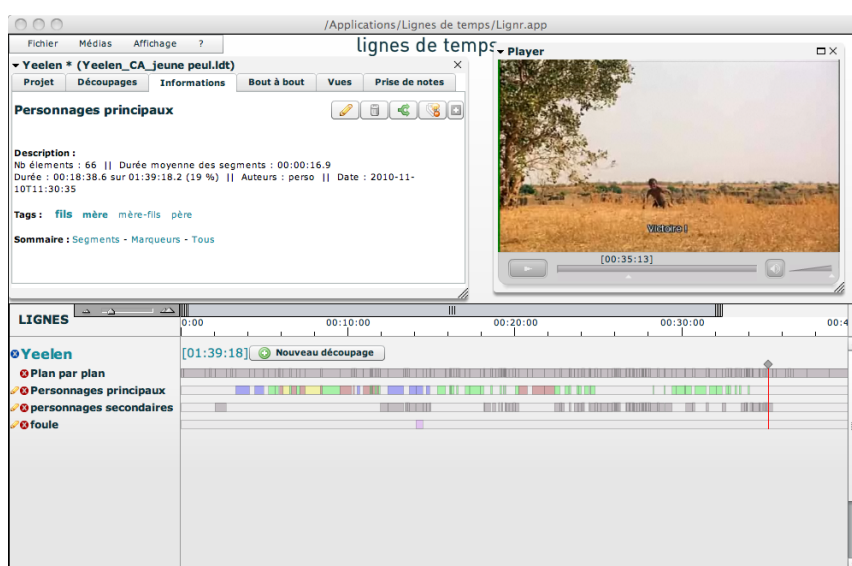 /Applications/Lignes de temps/Lignr.app
Fichier Médias Affichage ?
lignes de temps
Yeelen * (Yeelen_CA_jeune peul.ldt)
Projet Découpages Informations Bout à bout Vues Prise de notes
Personnages principaux
Description :
Nb élements : 66 || Durée moyenne des segments : 00:00:16.9
Durée : 00:18:38.6 sur 01:39:18.2 (19 %) || Auteurs : perso || Date : 2010-11-
10T11:30:35
Tags : fils mère mère-fils père
Sommaire : Segments - Marqueurs - Tous
Player
Victoire !
[00:35:13]
LIGNES
0:00 00:10:00 00:20:00 00:30:00 00:4
Yeelen
[01:39:18] Nouveau découpage
Plan par plan
Personnages principaux
personnages secondaires
foule